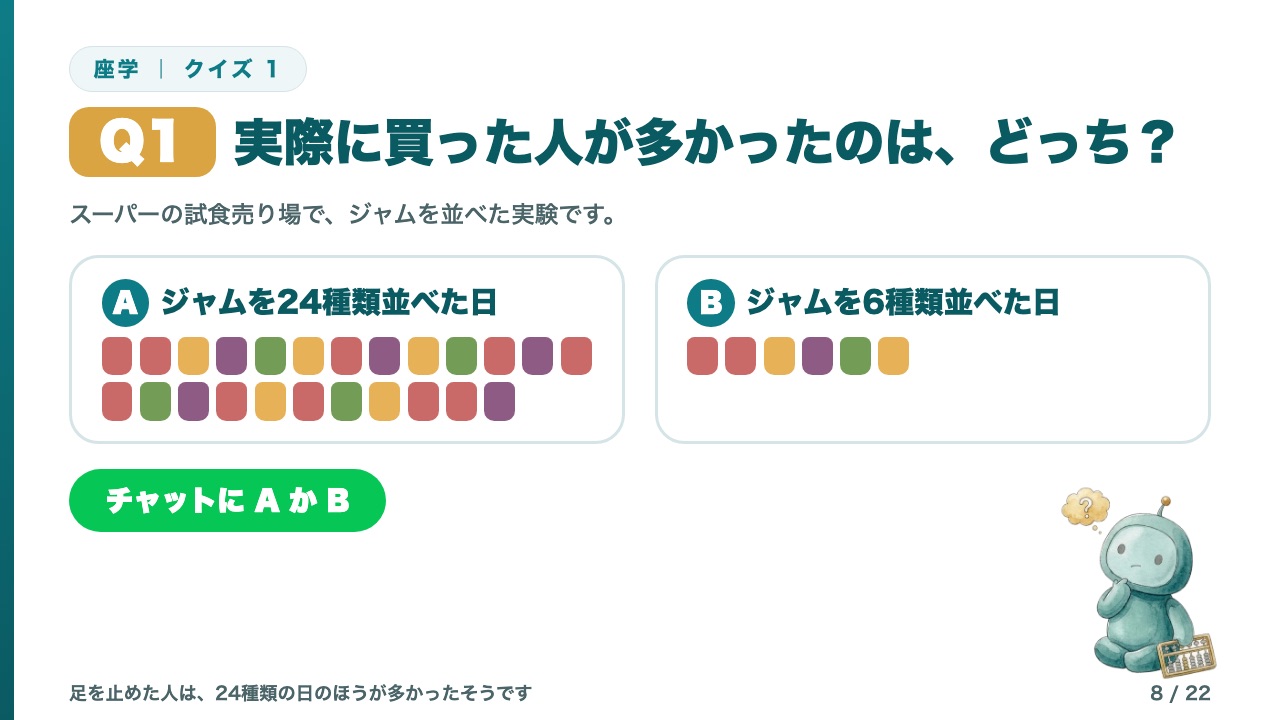 座学 | クイズ 1
Q1 実際に買った人が多かったのは、どっち？
スーパーの試食売り場で、ジャムを並べた実験です。
A ジャムを24種類並べた日
B ジャムを6種類並べた日
チャットに A か B
?
足を止めた人は、24種類の日のほうが多かったそうです
8 / 22